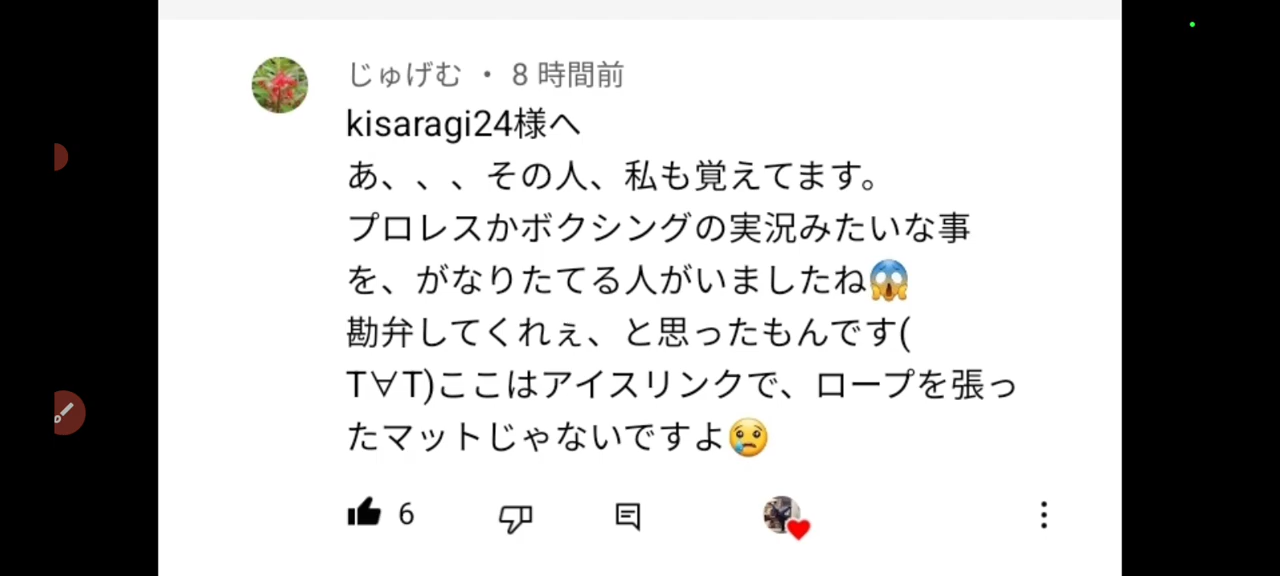 じゅげむ ・ 8 時間前
kisaragi24様へ
あ、、、その人、私も覚えてます。
プロレスかボクシングの実況みたいな事
を、がなりたてる人がいましたね😱
勘弁してくれぇ、と思ったもんです(
T∀T)ここはアイスリンクで、ロープを張っ
たマットじゃないですよ😢
6